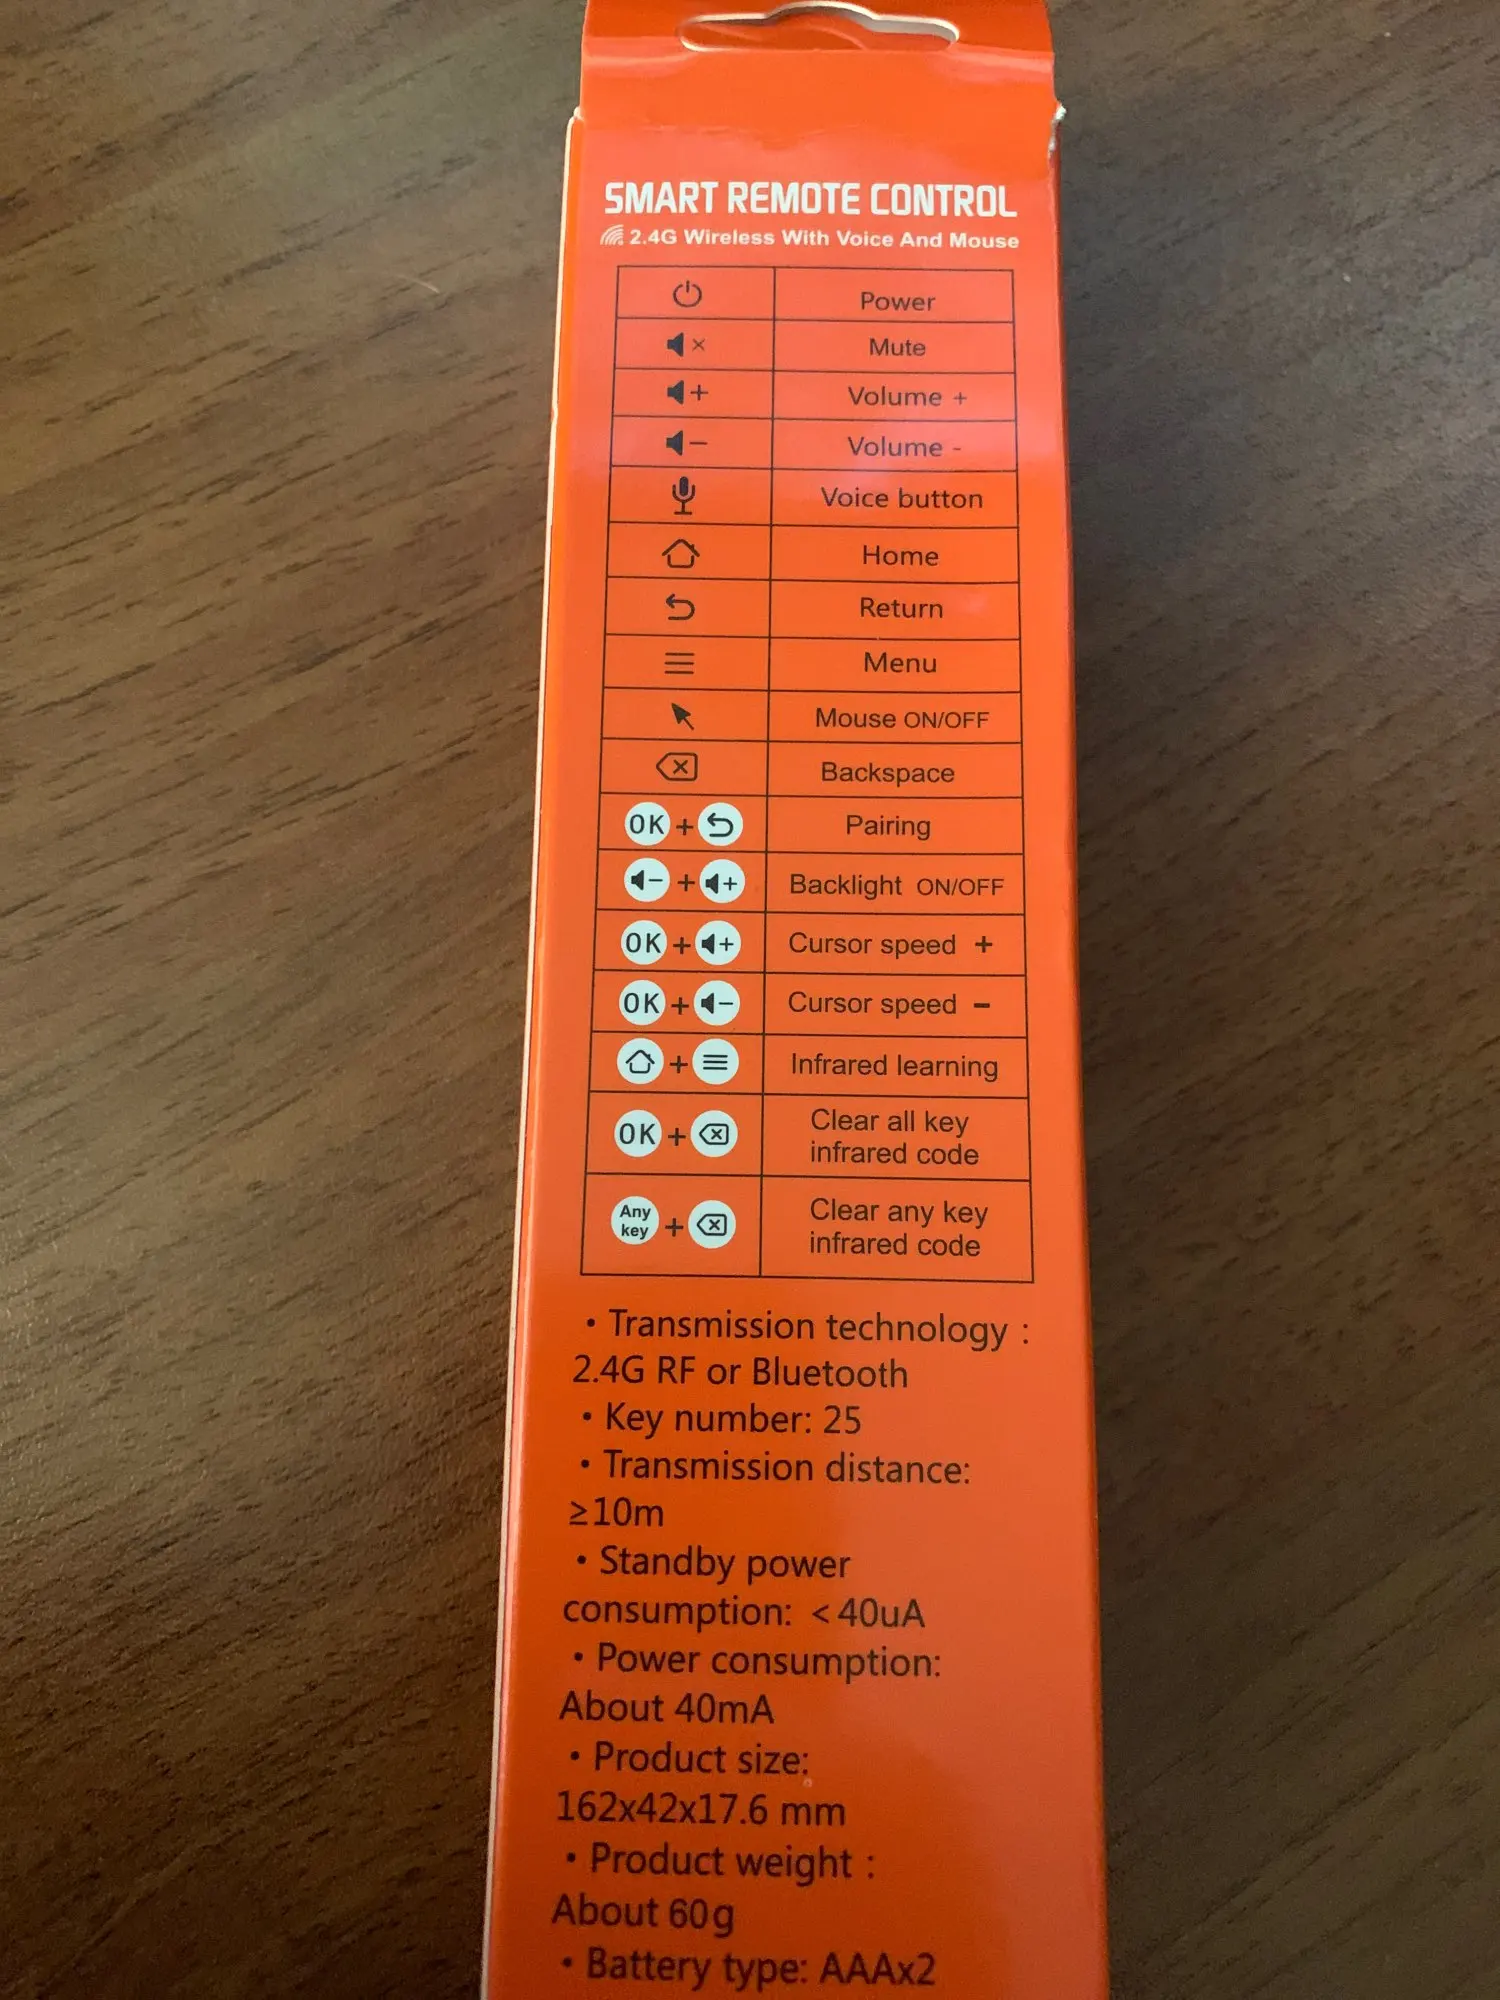 SMART REMOTE CONTROL
2.4G Wireless With Voice And Mouse
Power
Mute
Volume +
Volume -
Voice button
Home
Return
Menu
Mouse ON/OFF
Backspace
OK + Pairing
+ Backlight ON/OFF
OK + Cursor speed +
OK + Cursor speed -
+ Infrared learning
OK + Clear all key
infrared code
Any
key + Clear any key
infrared code
• Transmission technology :
2.4G RF or Bluetooth
• Key number: 25
• Transmission distance:
≥10m
• Standby power
consumption: < 40uA
• Power consumption:
About 40mA
• Product size:
162x42x17.6 mm
• Product weight :
About 60g
• Battery type: AAAx2